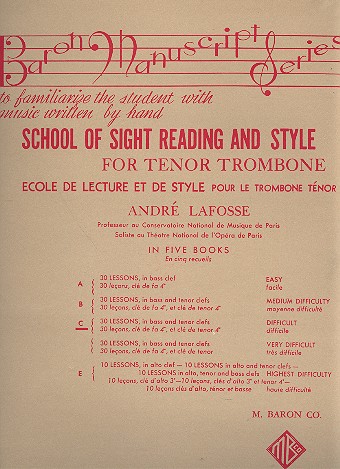 Baron Manuscript Series
to familiarize the student with
music written by hand
SCHOOL OF SIGHT READING AND STYLE
FOR TENOR TROMBONE
ECOLE DE LECTURE ET DE STYLE POUR LE TROMBONE TÉNOR
ANDRÉ LAFOSSE
Professeur au Conservatoire National de Musique de Paris
Soliste au Théatre National de l'Opéra de Paris
IN FIVE BOOKS
En cinq recueils
A 30 LESSONS, in bass clef EASY
30 leçons, clé de fa 4e facile
B 30 LESSONS, in bass and tenor clefs MEDIUM DIFFICULTY
30 leçons, clé de fa 4e, et clé de tenor moyenne difficulté
C 30 LESSONS, in bass and tenor clefs DIFFICULT
30 leçons, clé de fa 4e, et clé de tenor difficile
30 LESSONS, in bass and tenor clefs VERY DIFFICULT
30 leçons, clé de fa 4e, et clé de tenor très difficile
E 10 LESSONS, in alto clef — 10 LESSONS in alto and tenor clefs —
10 LESSONS in alto, tenor and bass clefs HIGHEST DIFFICULTY
10 leçons, clé d'alto 3e — 10 leçons, clés d'alto 3e et tenor 4e —
10 leçons clés d'alto, ténor et basse haute difficulté
M. BARON CO.
MBCo